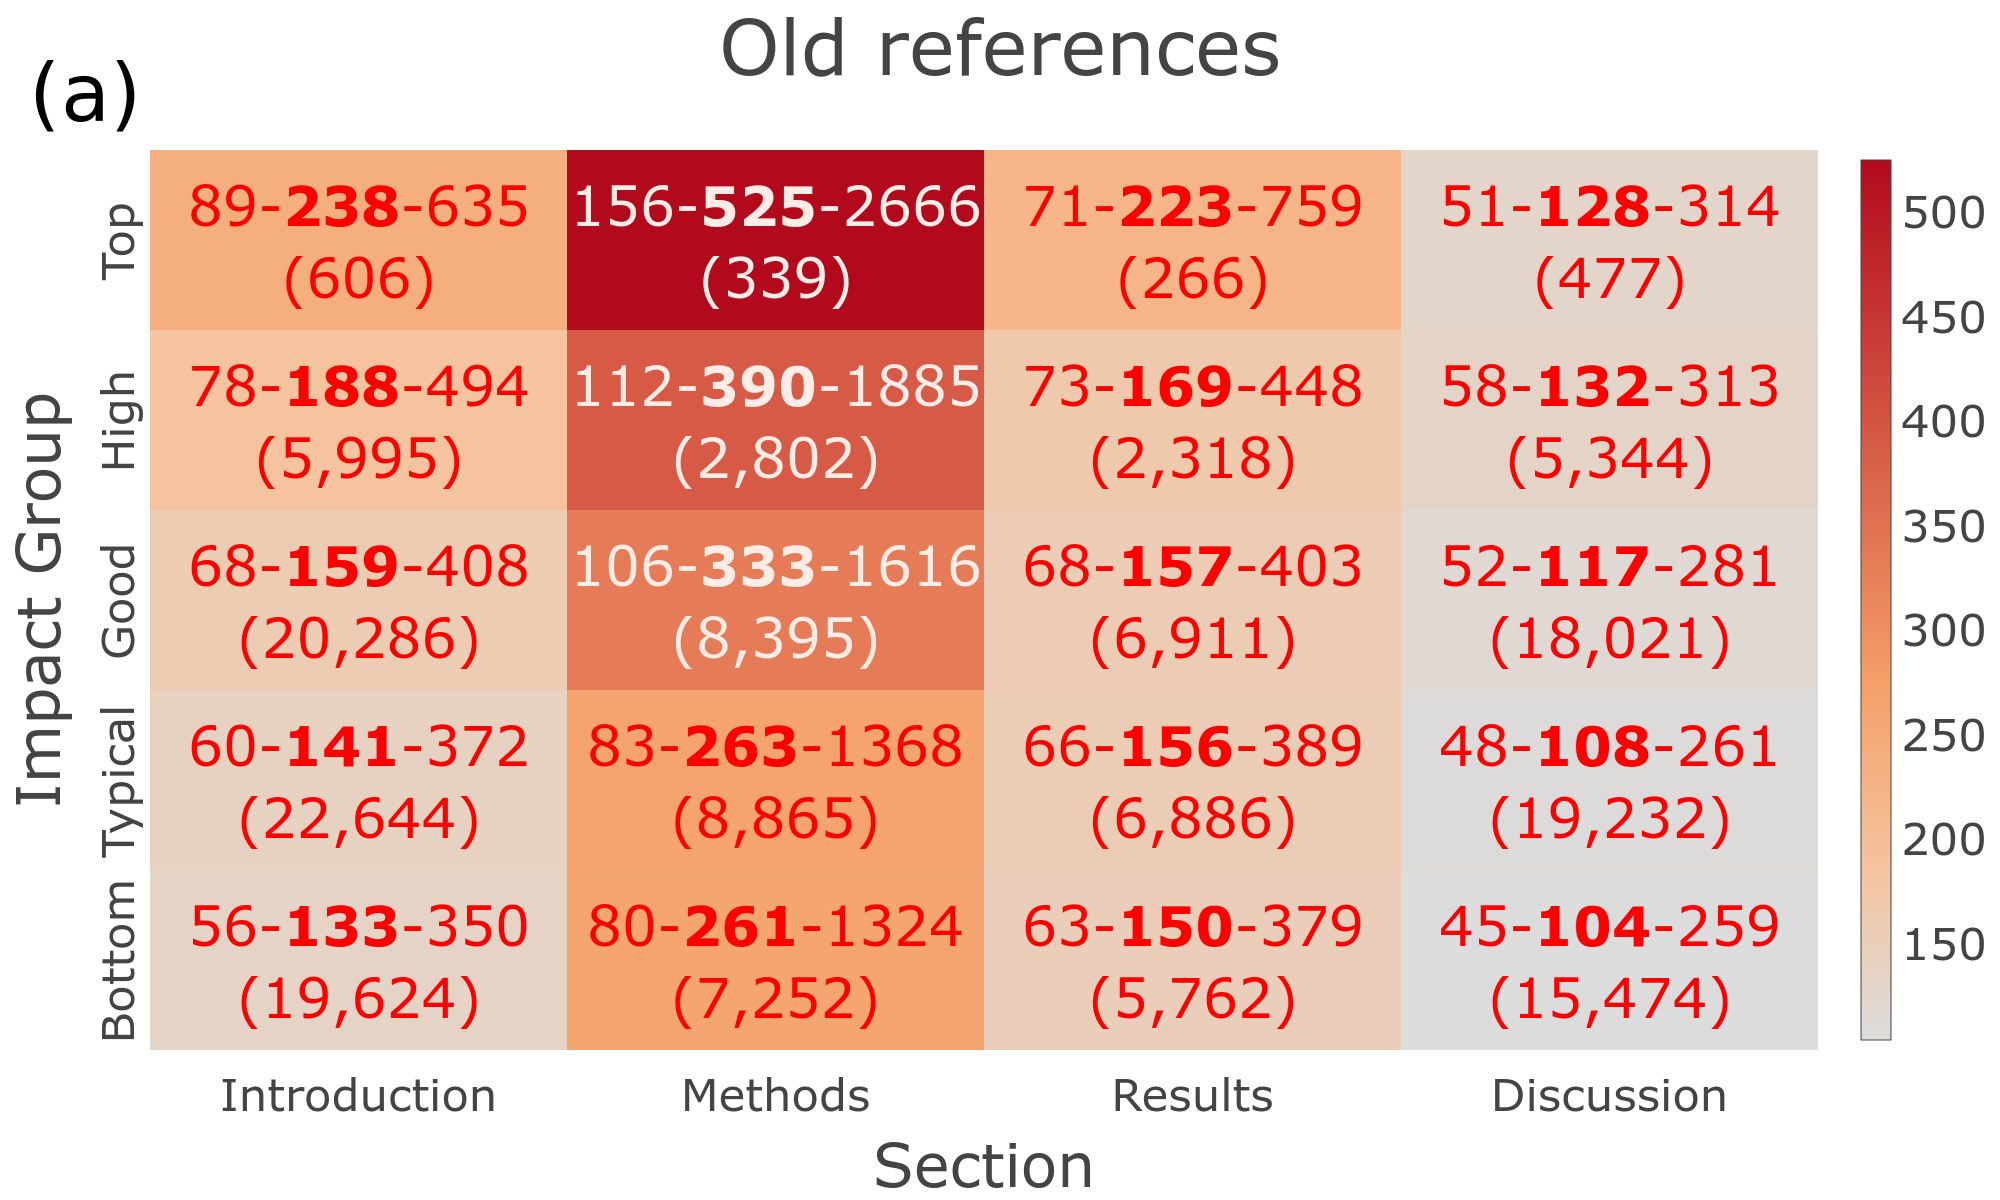 Old references
(a)
89-238-635 156-525-2666 71-223-759 51-128-314
(606) (339) (266) (477)
78-188-494 112-390-1885 73-169-448 58-132-313
(5,995) (2,802) (2,318) (5,344)
68-159-408 106-333-1616 68-157-403 52-117-281
(20,286) (8,395) (6,911) (18,021)
60-141-372 83-263-1368 66-156-389 48-108-261
(22,644) (8,865) (6,886) (19,232)
56-133-350 80-261-1324 63-150-379 45-104-259
(19,624) (7,252) (5,762) (15,474)
Top
High
Good
Typical
Bottom
Impact Group
Introduction Methods Results Discussion
Section
500
450
400
350
300
250
200
150